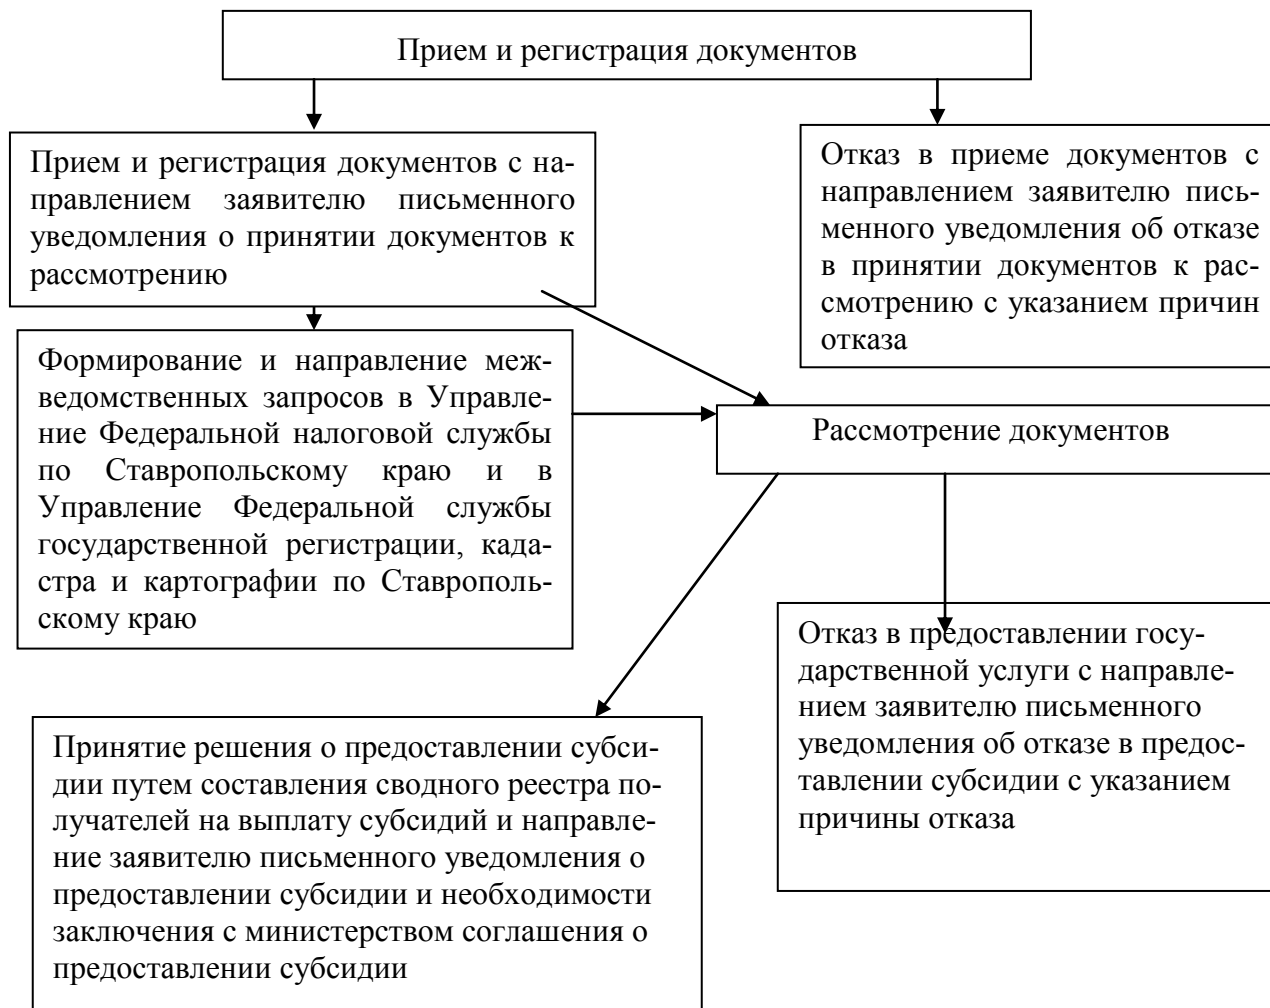 Прием и регистрация документов
Прием и регистрация документов с на-
правлением заявителю письменного
уведомления о принятии документов к
рассмотрению
Отказ в приеме документов с
направлением заявителю пись-
менного уведомления об отказе
в принятии документов к рас-
смотрению с указанием причин
отказа
Формирование и направление меж-
ведомственных запросов в Управле-
ние Федеральной налоговой службы
по Ставропольскому краю и в
Управление Федеральной службы
государственной регистрации, када-
стра и картографии по Ставрополь-
скому краю
Рассмотрение документов
Отказ в предоставлении госу-
дарственной услуги с направле-
нием заявителю письменного
уведомления об отказе в предос-
тавлении субсидии с указанием
причины отказа
Принятие решения о предоставлении субси-
дии путем составления сводного реестра по-
лучателей на выплату субсидий и направле-
ние заявителю письменного уведомления о
предоставлении субсидии и необходимости
заключения с министерством соглашения о
предоставлении субсидии